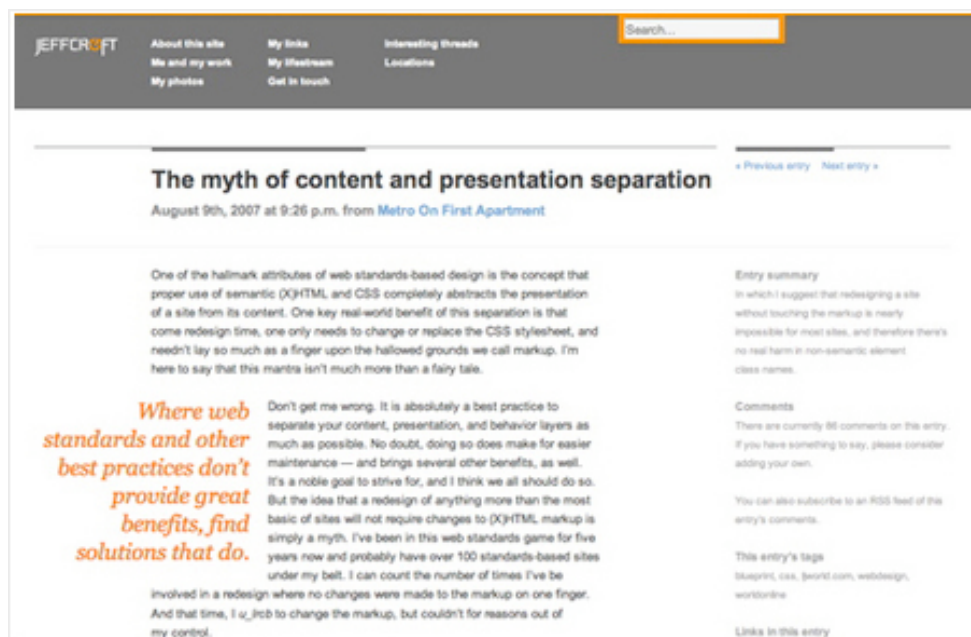 JEFFCROFT
About this site
Me and my work
My photos
My links
My lifestream
Get in touch
Interesting threads
Locations
Search...
The myth of content and presentation separation
August 9th, 2007 at 9:26 p.m. from Metro On First Apartment
« Previous entry Next entry »
One of the hallmark attributes of web standards-based design is the concept that
proper use of semantic (X)HTML and CSS completely abstracts the presentation
of a site from its content. One key real-world benefit of this separation is that
come redesign time, one only needs to change or replace the CSS stylesheet, and
needn't lay so much as a finger upon the hallowed grounds we call markup. I'm
here to say that this mantra isn't much more than a fairy tale.
Where web
standards and other
best practices don't
provide great
benefits, find
solutions that do.
Don't get me wrong. It is absolutely a best practice to
separate your content, presentation, and behavior layers as
much as possible. No doubt, doing so does make for easier
maintenance — and brings several other benefits, as well.
It's a noble goal to strive for, and I think we all should do so.
But the idea that a redesign of anything more than the most
basic of sites will not require changes to (X)HTML markup is
simply a myth. I've been in this web standards game for five
years now and probably have over 100 standards-based sites
under my belt. I can count the number of times I've be
involved in a redesign where no changes were made to the markup on one finger.
And that time, I to change the markup, but couldn't for reasons out of
my control.
Entry summary
In which I suggest that redesigning a site
without touching the markup is nearly
impossible for most sites, and therefore there's
no real harm in non-semantic element
class names.
Comments
There are currently 86 comments on this entry.
If you have something to say, please consider
adding your own.
You can also subscribe to an RSS feed of this
entry's comments.
This entry's tags
blueprint, css, ljworld.com, webdesign,
worldonline
Links in this entry